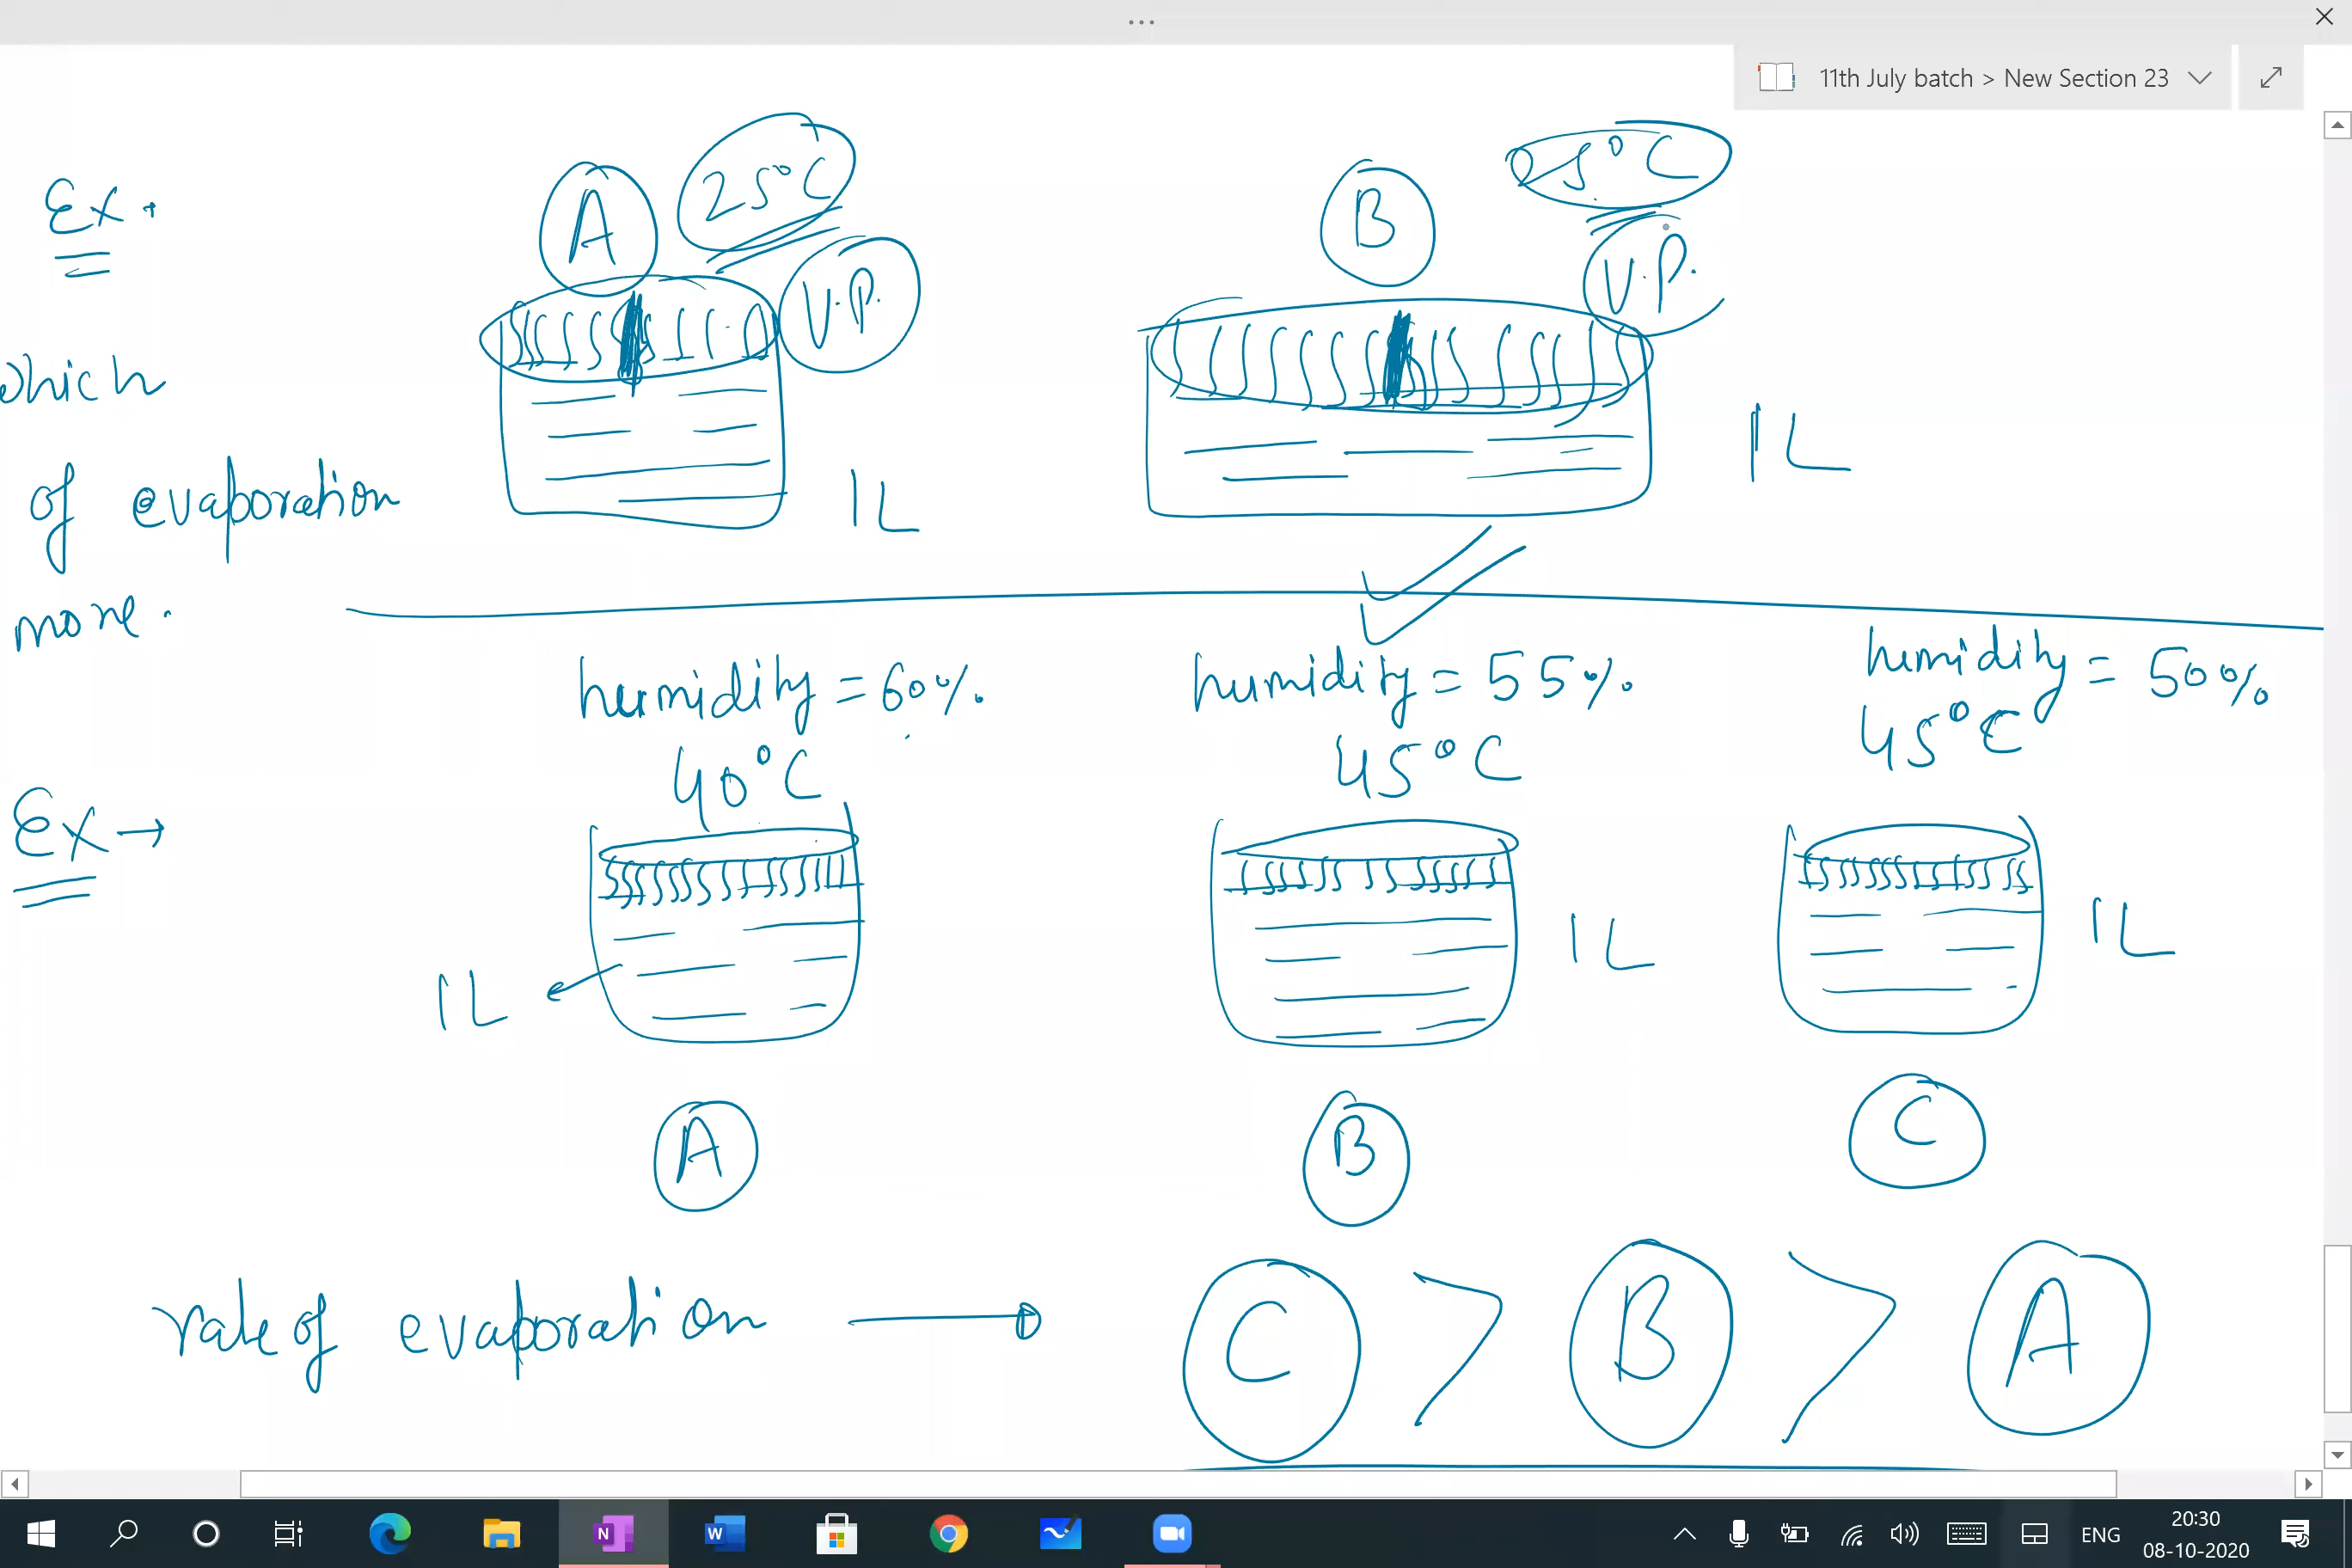 11th July batch > New Section 23
Ex.
A
25°C
V.P.
B
25°C
V.P.
which
of evaporation
more.
1L
1L
humidity = 60%.
40°C
humidity = 55%.
45°C
humidity = 50%
45°C
Ex →
1L
1L
1L
A
B
C
rate of evaporation → C > B > A
ENG
20:30
08-10-2020